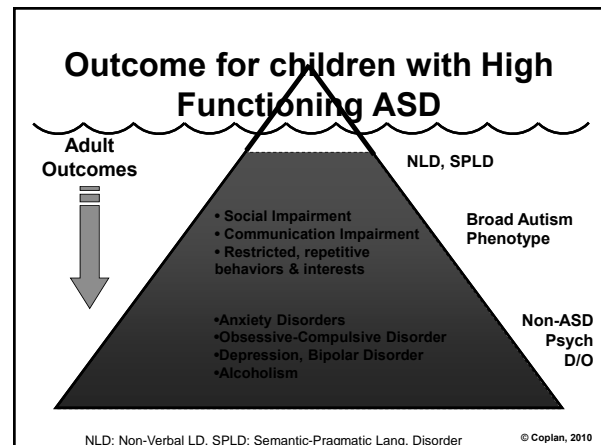 Outcome for children with High
Functioning ASD
Adult
Outcomes
NLD, SPLD
• Social Impairment
• Communication Impairment
• Restricted, repetitive
behaviors & interests
Broad Autism
Phenotype
•Anxiety Disorders
•Obsessive-Compulsive Disorder
•Depression, Bipolar Disorder
•Alcoholism
Non-ASD
Psych
D/O
NLD: Non-Verbal LD. SPLD: Semantic-Pragmatic Lang. Disorder
© Coplan, 2010